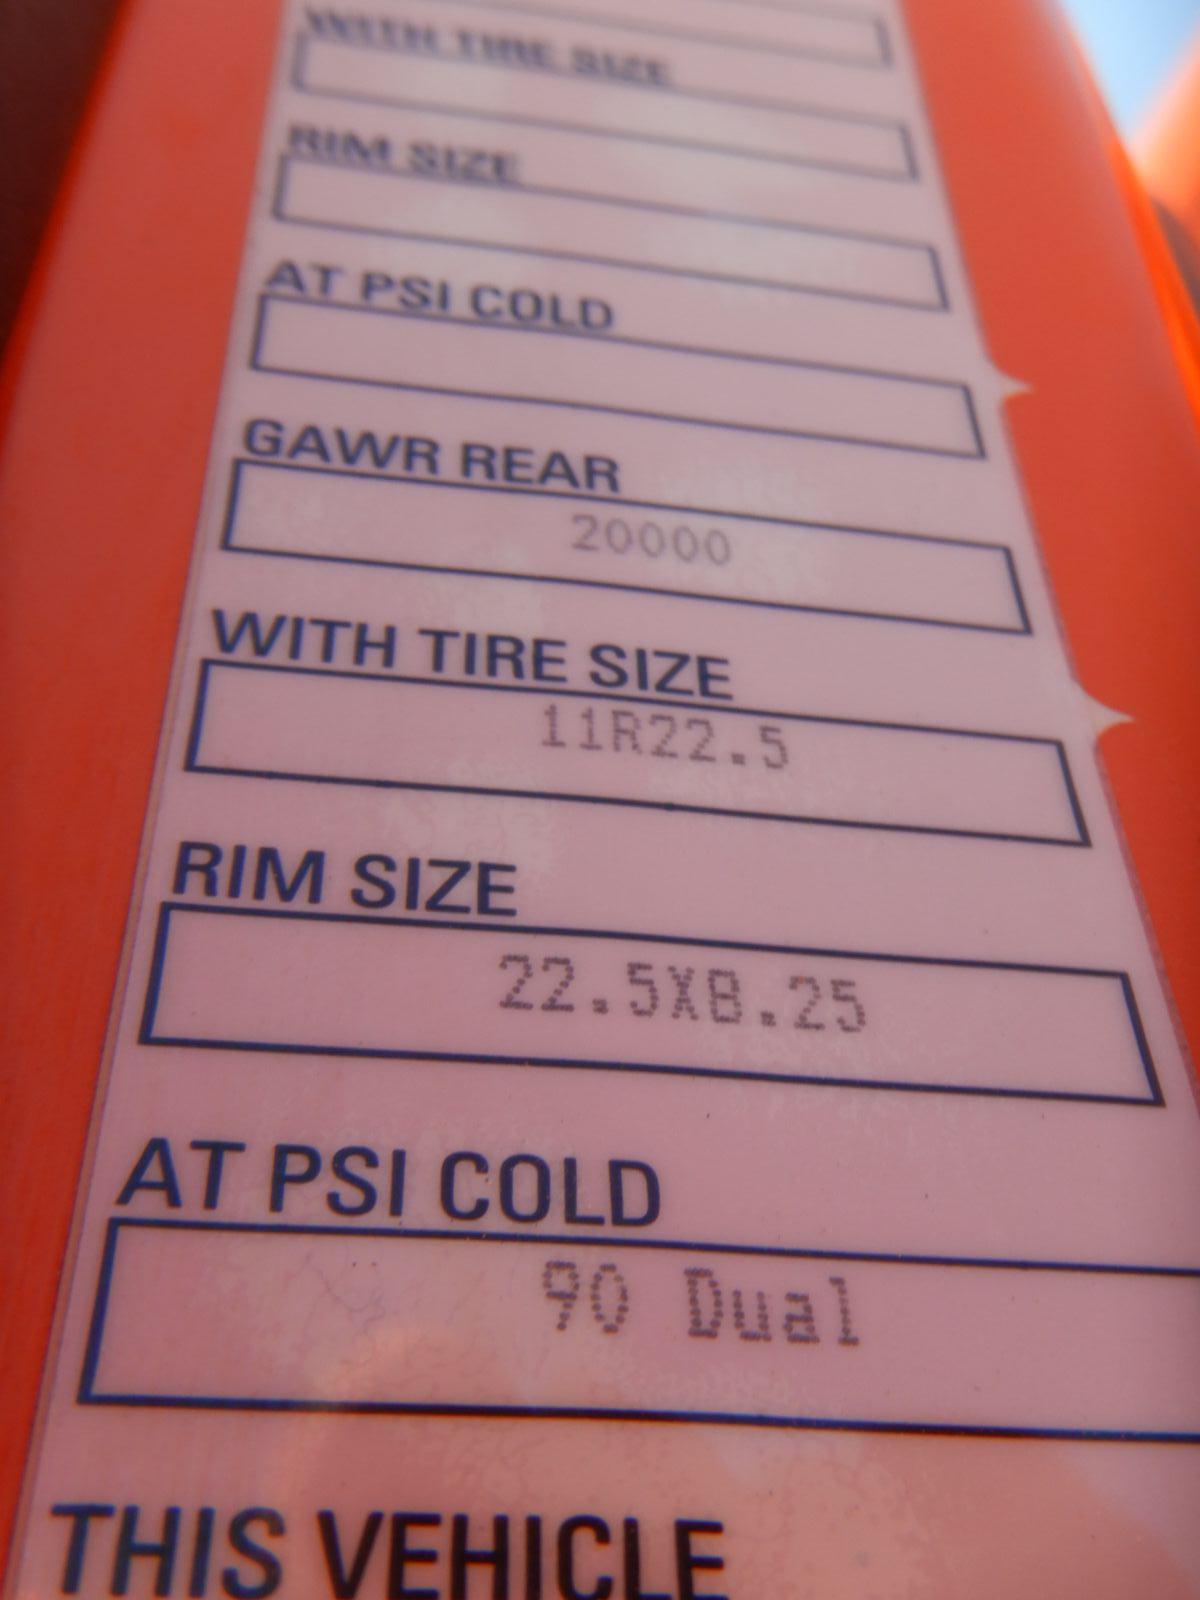 WITH TIRE SIZE
RIM SIZE
AT PSI COLD
GAWR REAR
20000
WITH TIRE SIZE
11R22.5
RIM SIZE
22.5X8.25
AT PSI COLD
90 Dual
THIS VEHICLE